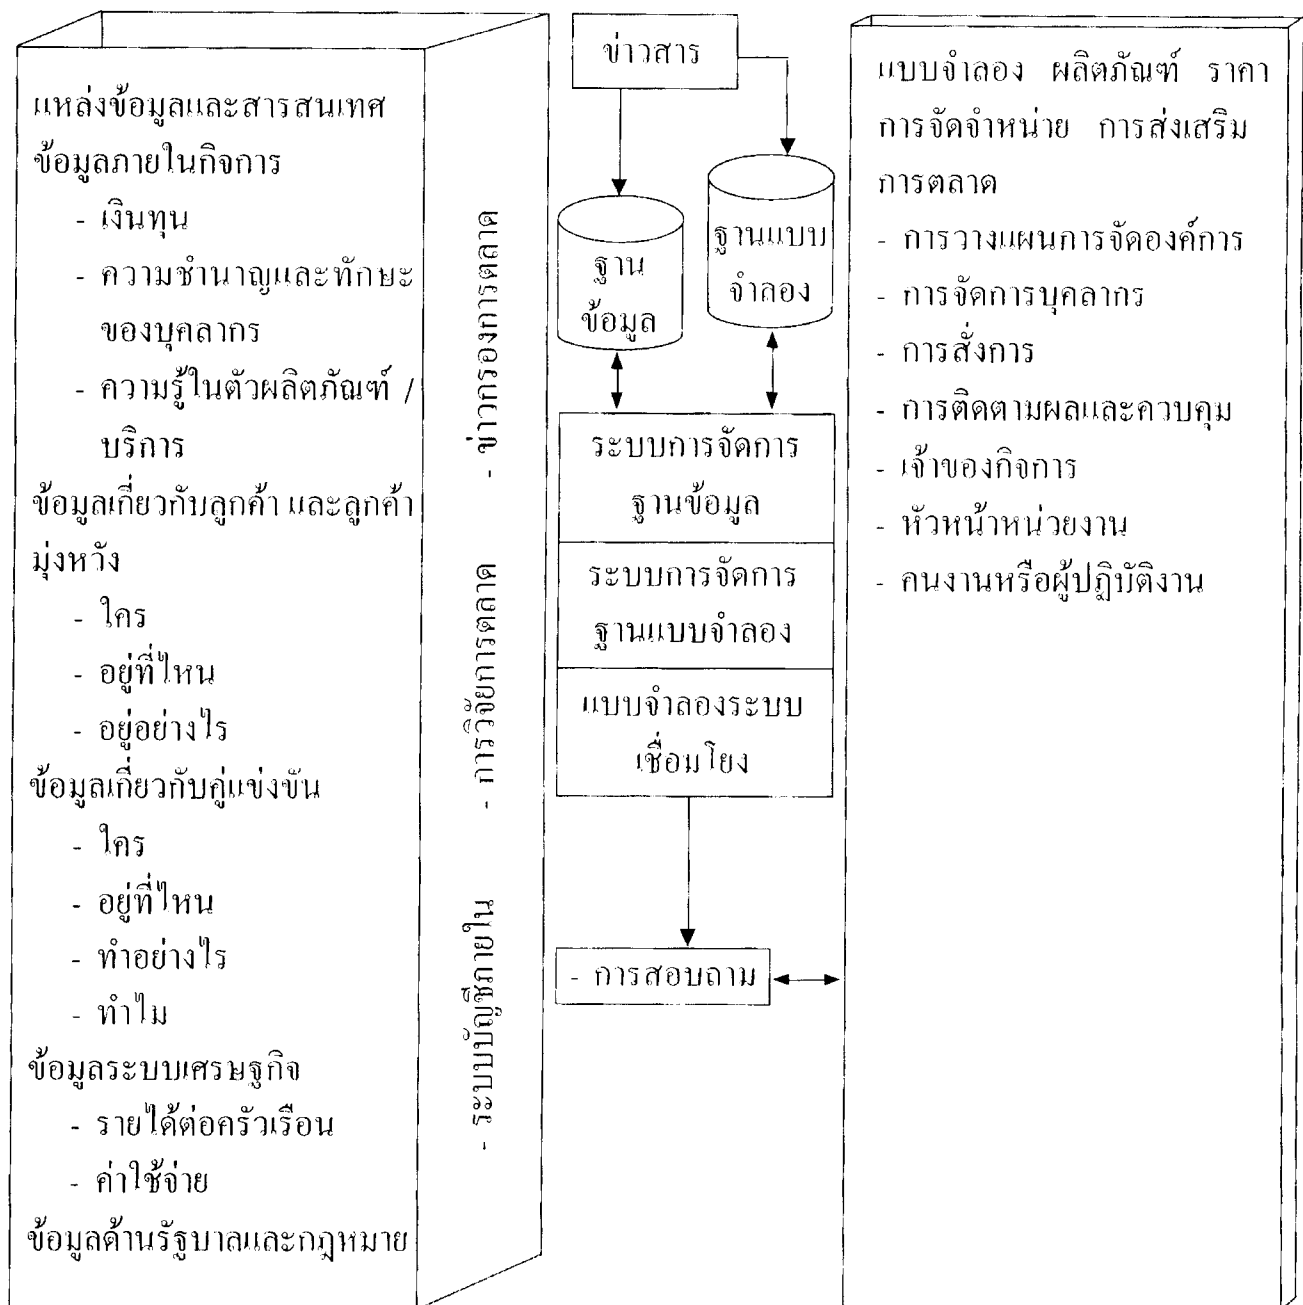 แหล่งข้อมูลและสารสนเทศ
ข้อมูลภายในกิจการ
- เงินทุน
- ความชำนาญและทักษะ
ของบุคลากร
- ความรู้ในตัวผลิตภัณฑ์ /
บริการ
ข้อมูลเกี่ยวกับลูกค้า และลูกค้า
มุ่งหวัง
- ใคร
- อยู่ที่ไหน
- อยู่อย่างไร
ข้อมูลเกี่ยวกับคู่แข่งขัน
- ใคร
- อยู่ที่ไหน
- ทำอย่างไร
- ทำไม
ข้อมูลระบบเศรษฐกิจ
- รายได้ต่อครัวเรือน
- ค่าใช้จ่าย
ข้อมูลด้านรัฐบาลและกฎหมาย
- ข่าวกรองการตลาด
- การวิจัยการตลาด
- ระบบบัญชีภายใน
ข่าวสาร
ฐาน
ข้อมูล
ฐานแบบ
จำลอง
ระบบการจัดการ
ฐานข้อมูล
ระบบการจัดการ
ฐานแบบจำลอง
แบบจำลองระบบ
เชื่อมโยง
- การสอบถาม
แบบจำลอง ผลิตภัณฑ์ ราคา
การจัดจำหน่าย การส่งเสริม
การตลาด
- การวางแผนการจัดองค์การ
- การจัดการบุคลากร
- การสั่งการ
- การติดตามผลและควบคุม
- เจ้าของกิจการ
- หัวหน้าหน่วยงาน
- คนงานหรือผู้ปฏิบัติงาน